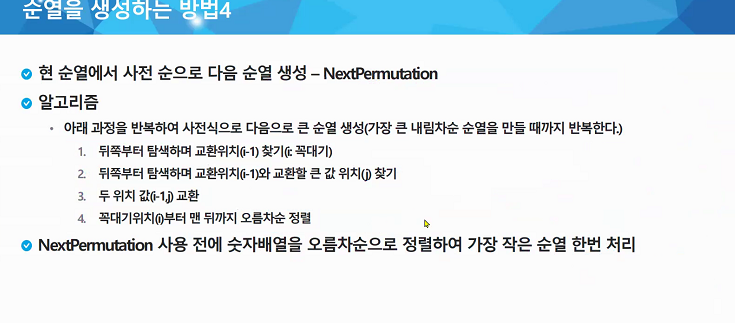 순열을 생성하는 방법4
현 순열에서 사전 순으로 다음 순열 생성 – NextPermutation
알고리즘
• 아래 과정을 반복하여 사전식으로 다음으로 큰 순열 생성(가장 큰 내림차순 순열을 만들 때까지 반복한다.)
1. 뒤쪽부터 탐색하며 교환위치(i-1) 찾기(i: 꼭대기)
2. 뒤쪽부터 탐색하며 교환위치(i-1)와 교환할 큰 값 위치(j) 찾기
3. 두 위치 값(i-1,j) 교환
4. 꼭대기위치(i)부터 맨 뒤까지 오름차순 정렬
NextPermutation 사용 전에 숫자배열을 오름차순으로 정렬하여 가장 작은 순열 한번 처리